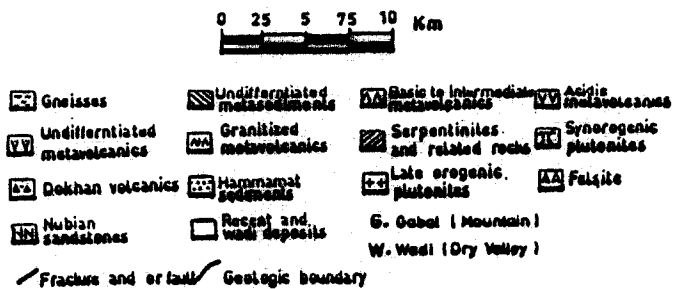 0 25 5 75 10 Km
Gneisses
Undifferntiated
metasediments
Basic to Intermediate
metavolcanics
Acidic
metavolcanics
Undifferntiated
metavolcanics
Granitized
metavolcanics
Serpentinites
and related rocks
Synorogenic
plutonites
Dokhan volcanics
Hammamat
sediments
Late orogenic
plutonites
Felsite
Nubian
sandstones
Recent and
wadi deposits
G. Gabal (Mountain)
W. Wadi (Dry Valley)
Fracture and or fault
Geologic boundary